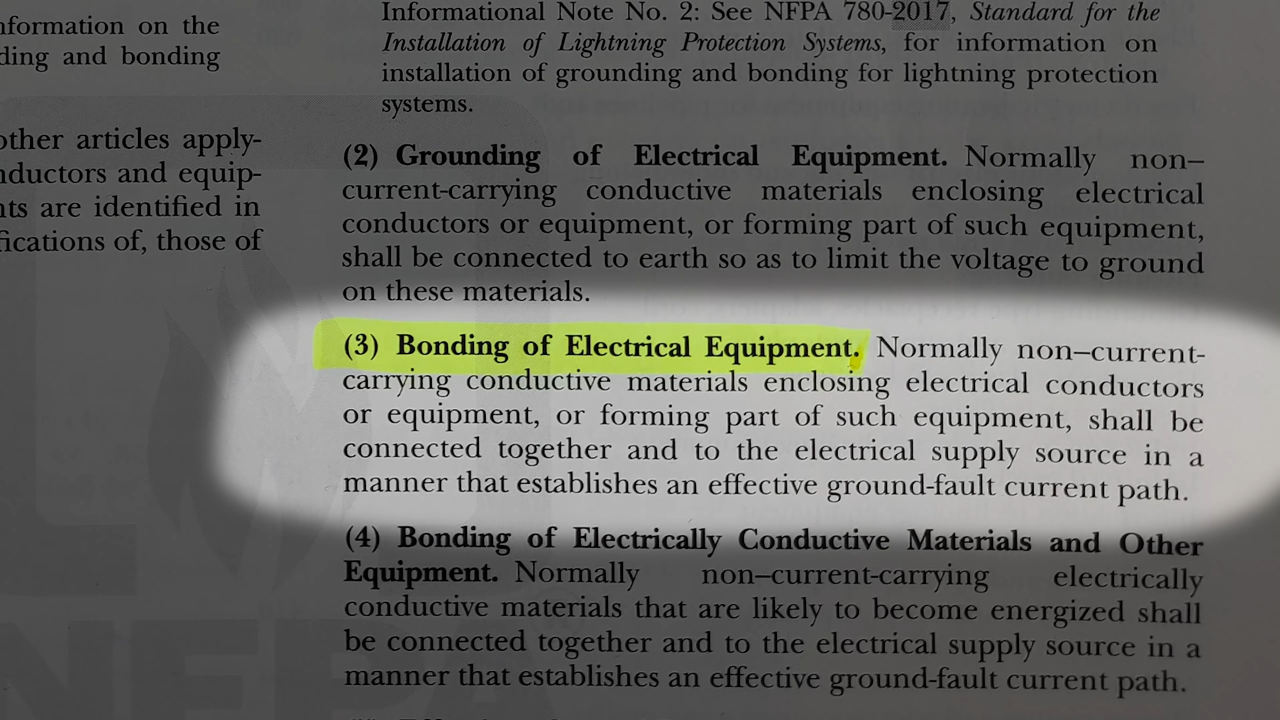 nformation on the
ding and bonding
other articles apply-
nductors and equip-
nts are identified in
fications of, those of
Informational Note No. 2: See NFPA 780-2017, Standard for the
Installation of Lightning Protection Systems, for information on
installation of grounding and bonding for lightning protection
systems.
(2) Grounding of Electrical Equipment. Normally non–
current-carrying conductive materials enclosing electrical
conductors or equipment, or forming part of such equipment,
shall be connected to earth so as to limit the voltage to ground
on these materials.
(3) Bonding of Electrical Equipment. Normally non–current-
carrying conductive materials enclosing electrical conductors
or equipment, or forming part of such equipment, shall be
connected together and to the electrical supply source in a
manner that establishes an effective ground-fault current path.
(4) Bonding of Electrically Conductive Materials and Other
Equipment. Normally non–current-carrying electrically
conductive materials that are likely to become energized shall
be connected together and to the electrical supply source in a
manner that establishes an effective ground-fault current path.
NFPA